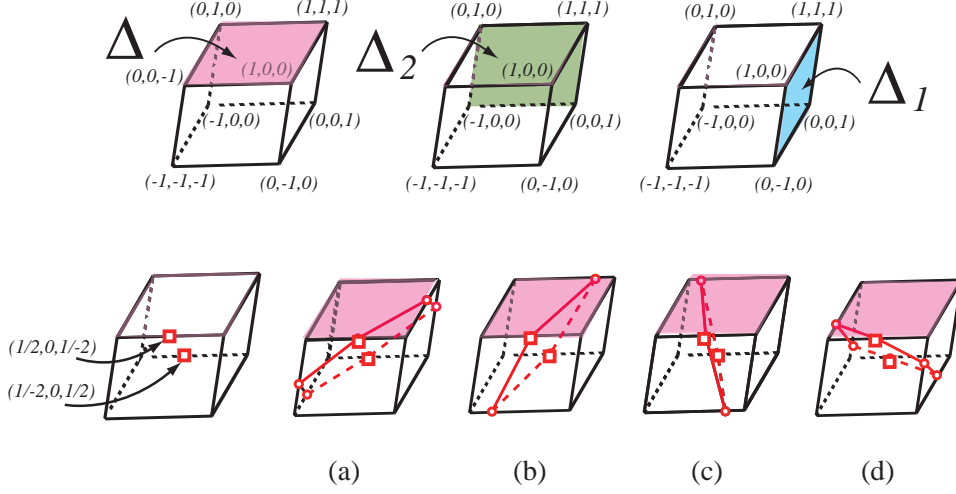 (0,1,0) (1,1,1) (0,1,0) (1,1,1) (0,1,0) (1,1,1)
Δ Δ2
(0,0,-1) (1,0,0) (1,0,0) (1,0,0)
Δ1
(-1,0,0) (0,0,1) (-1,0,0) (0,0,1) (-1,0,0) (0,0,1)
(-1,-1,-1) (0,-1,0) (-1,-1,-1) (0,-1,0) (-1,-1,-1) (0,-1,0)
(1/2,0,1/-2)
(1/-2,0,1/2)
(a) (b) (c) (d)